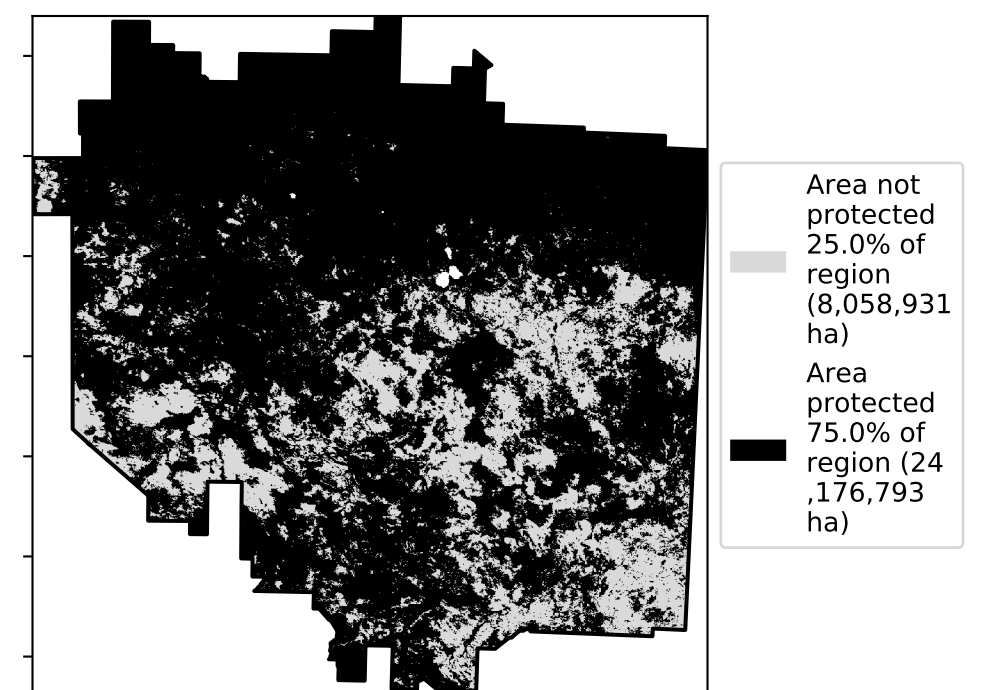 Area not
protected
25.0% of
region
(8,058,931
ha)
Area
protected
75.0% of
region (24
,176,793
ha)